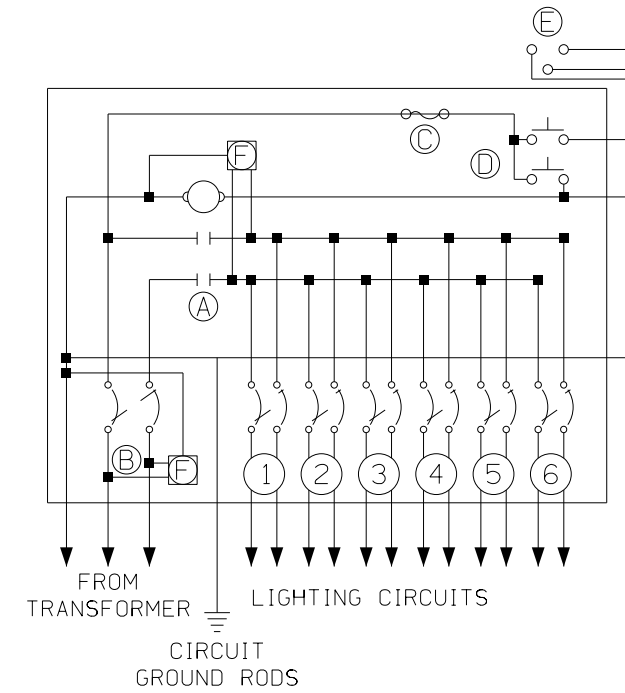 E
C
F
D
A
B
F
1 2 3 4 5 6
FROM
TRANSFORMER
LIGHTING CIRCUITS
CIRCUIT
GROUND RODS